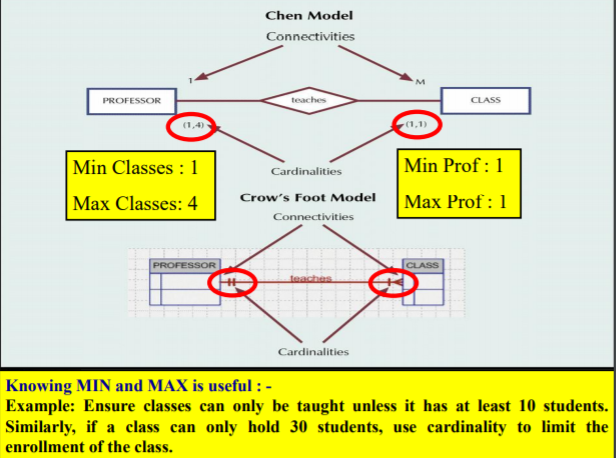 Chen Model
Connectivities
1
M
PROFESSOR
teaches
CLASS
(1,4)
(1,1)
Cardinalities
Min Classes : 1
Max Classes: 4
Min Prof : 1
Max Prof : 1
Crow's Foot Model
Connectivities
PROFESSOR
teaches
CLASS
Cardinalities
Knowing MIN and MAX is useful : -
Example: Ensure classes can only be taught unless it has at least 10 students.
Similarly, if a class can only hold 30 students, use cardinality to limit the
enrollment of the class.